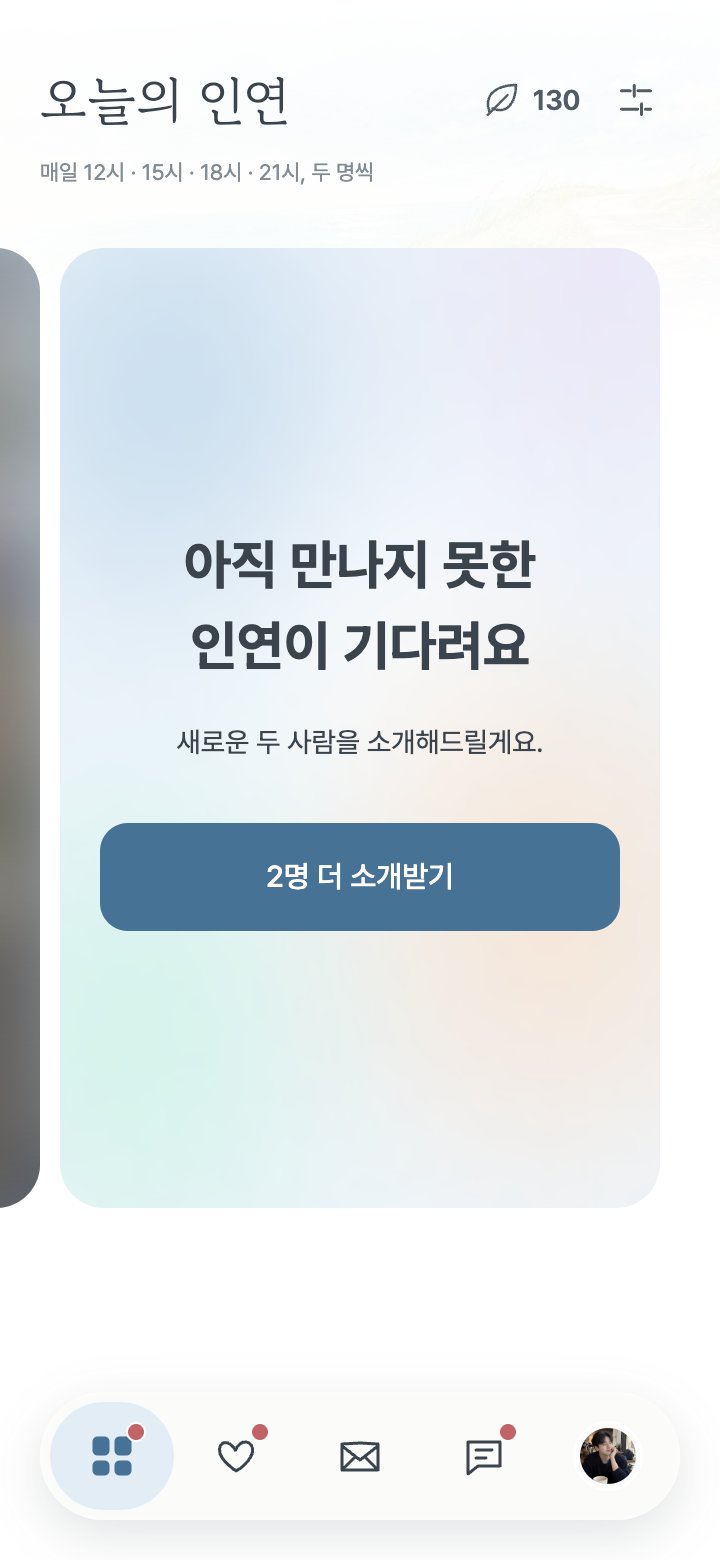 오늘의 인연
130
매일 12시 · 15시 · 18시 · 21시, 두 명씩
아직 만나지 못한
인연이 기다려요
새로운 두 사람을 소개해드릴게요.
2명 더 소개받기